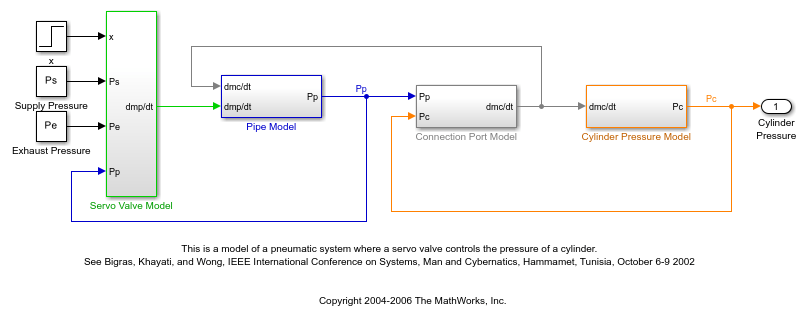 x
Ps
Supply Pressure
Pe
Exhaust Pressure
x
Ps
Pe
Pp
dmp/dt
Servo Valve Model
dmc/dt
dmp/dt
Pp
Pipe Model
Pp
Pp
Pc
dmc/dt
Connection Port Model
dmc/dt
Pc
Cylinder Pressure Model
Pc
1
Cylinder
Pressure
This is a model of a pneumatic system where a servo valve controls the pressure of a cylinder.
See Bigras, Khayati, and Wong, IEEE International Conference on Systems, Man and Cybernatics, Hammamet, Tunisia, October 6-9 2002
Copyright 2004-2006 The MathWorks, Inc.